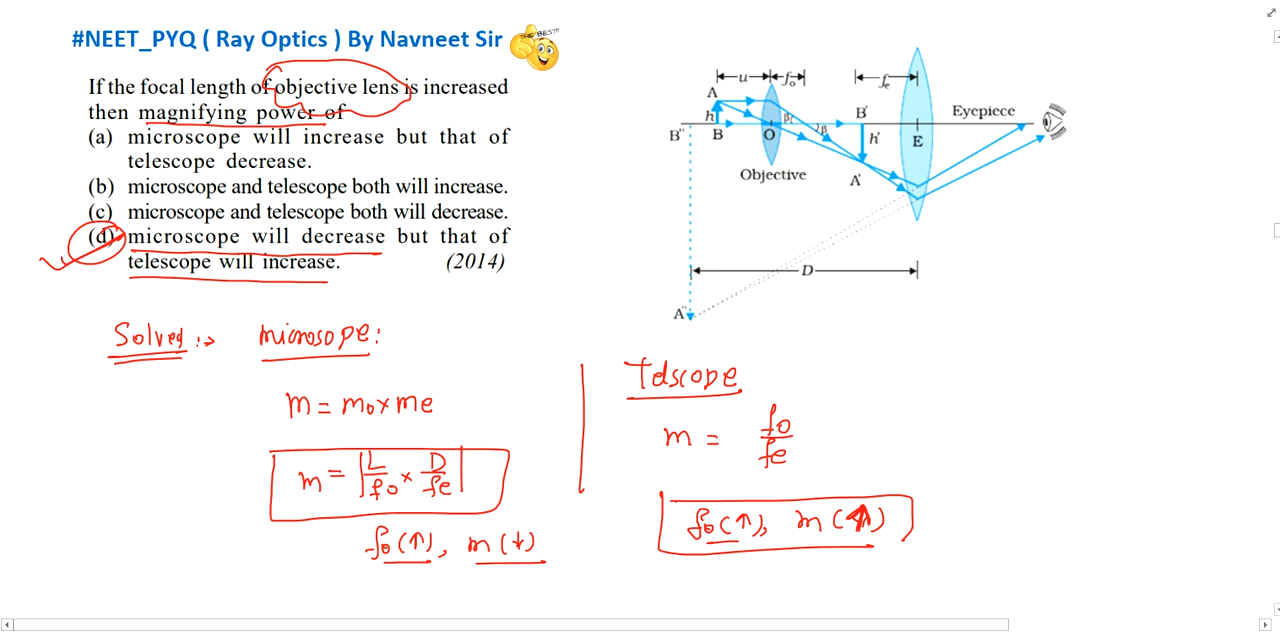 #NEET_PYQ ( Ray Optics ) By Navneet Sir
THE BEST!!
If the focal length of objective lens is increased
then magnifying power of
(a) microscope will increase but that of
telescope decrease.
(b) microscope and telescope both will increase.
(c) microscope and telescope both will decrease.
(d) microscope will decrease but that of
telescope will increase. (2014)
u fo fe
A
h β β B' Eyepiece
B'' B O h' E
Objective A'
D
A''
Solved :→ microsope:
m = mo × me
m = |L/fo × D/fe|
fo (↑), m (↓)
Telscope
m = fo/fe
fo (↑), m (↑)